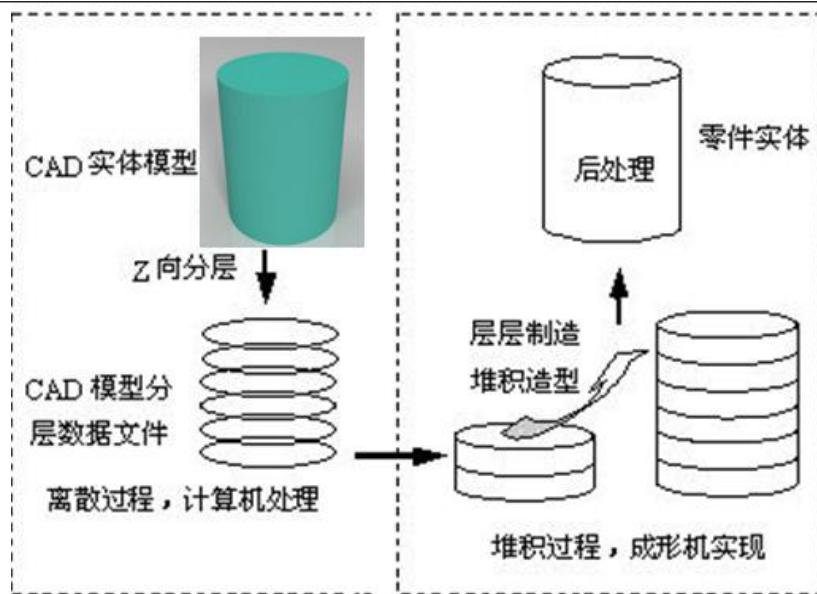 CAD 实体模型
Z 向分层
CAD 模型分
层数据文件
离散过程，计算机处理
零件实体
后处理
层层制造
堆积造型
堆积过程，成形机实现